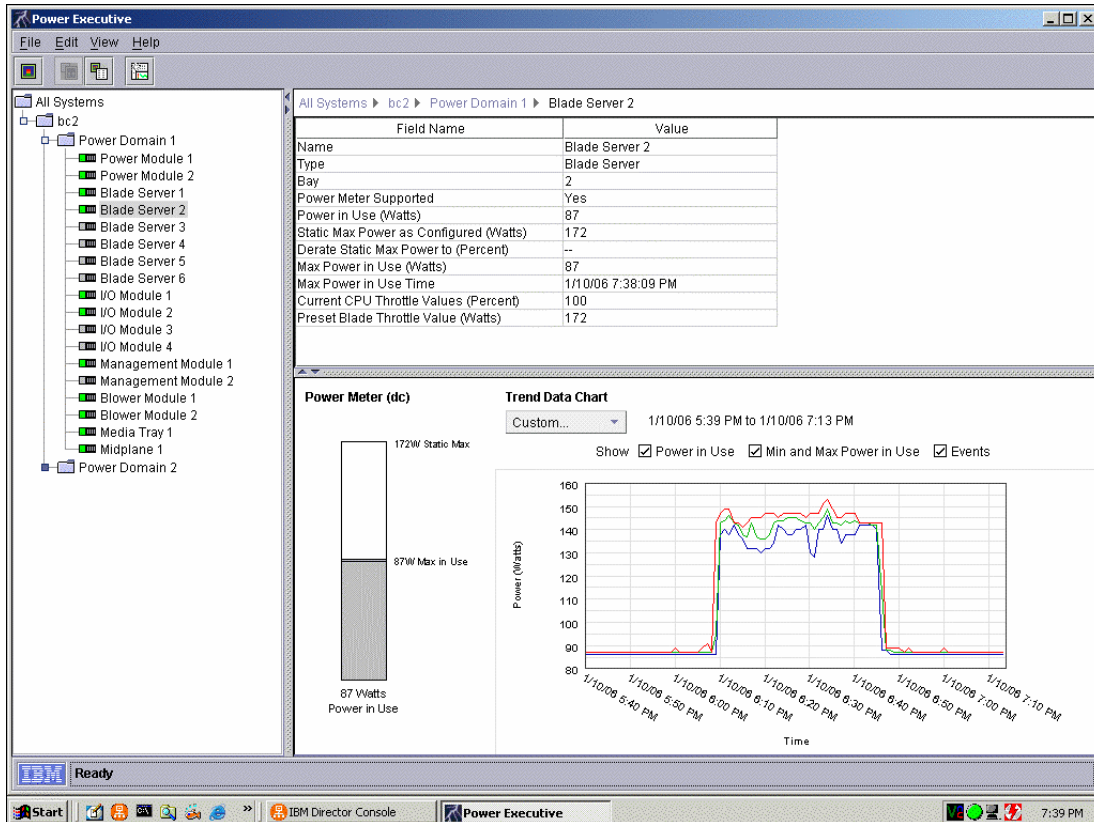 Power Executive
File Edit View Help
All Systems
bc2
Power Domain 1
Power Module 1
Power Module 2
Blade Server 1
Blade Server 2
Blade Server 3
Blade Server 4
Blade Server 5
Blade Server 6
I/O Module 1
I/O Module 2
I/O Module 3
I/O Module 4
Management Module 1
Management Module 2
Blower Module 1
Blower Module 2
Media Tray 1
Midplane 1
Power Domain 2
All Systems bc2 Power Domain 1 Blade Server 2
Field Name Value
Name Blade Server 2
Type Blade Server
Bay 2
Power Meter Supported Yes
Power in Use (Watts) 87
Static Max Power as Configured (Watts) 172
Derate Static Max Power to (Percent) --
Max Power in Use (Watts) 87
Max Power in Use Time 1/10/06 7:38:09 PM
Current CPU Throttle Values (Percent) 100
Preset Blade Throttle Value (Watts) 172
Power Meter (dc)
172W Static Max
87W Max in Use
87 Watts
Power in Use
Trend Data Chart
Custom... 1/10/06 5:39 PM to 1/10/06 7:13 PM
Show Power in Use Min and Max Power in Use Events
160
150
140
130
120
110
100
90
80
Power (Watts)
1/10/06 5:40 PM
1/10/06 5:50 PM
1/10/06 6:00 PM
1/10/06 6:10 PM
1/10/06 6:20 PM
1/10/06 6:30 PM
1/10/06 6:40 PM
1/10/06 6:50 PM
1/10/06 7:00 PM
1/10/06 7:10 PM
Time
IBM Ready
Start » IBM Director Console Power Executive 7:39 PM